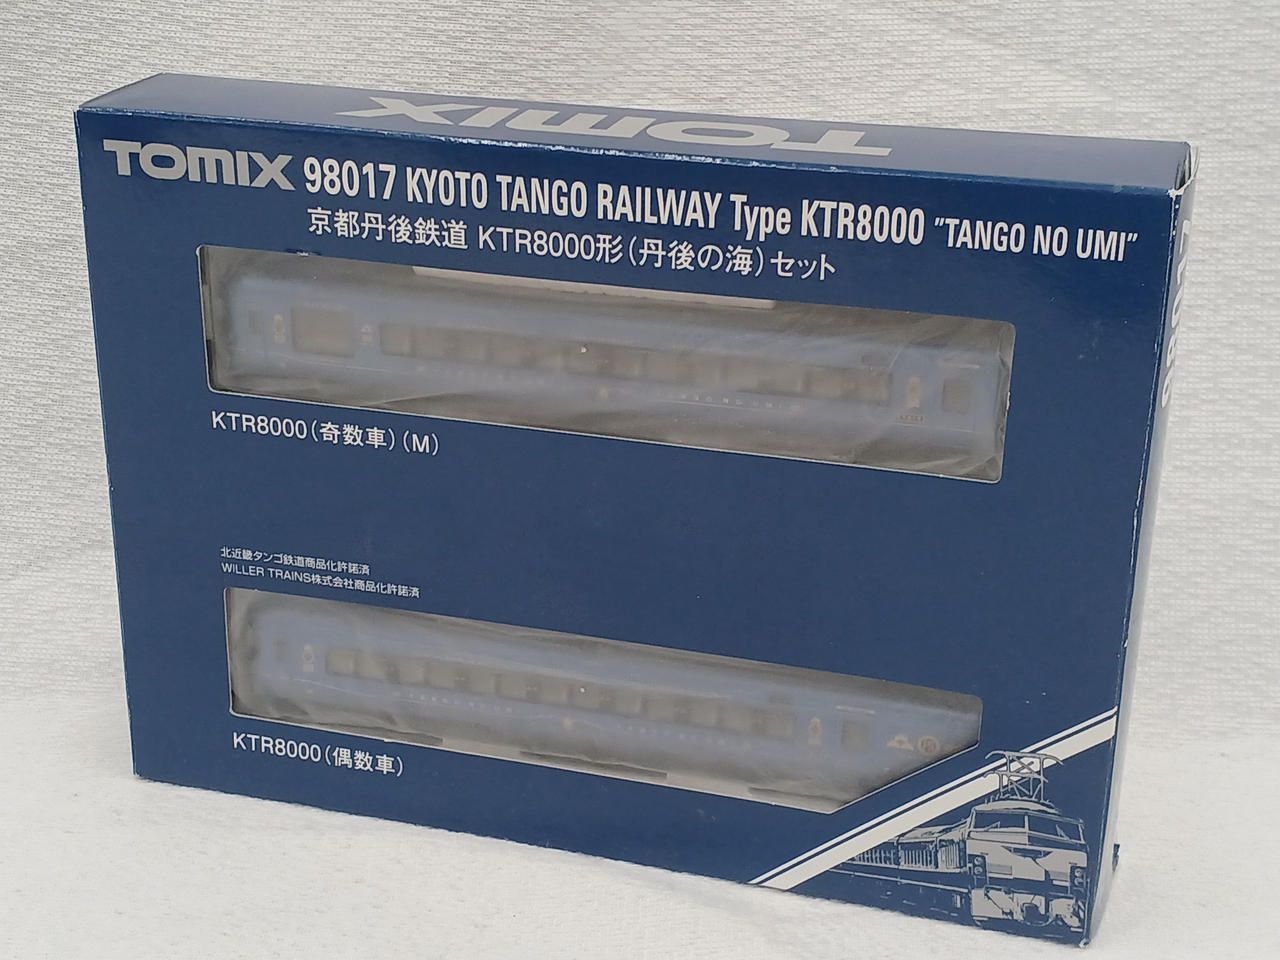 TOMIX
TOMIX 98017 KYOTO TANGO RAILWAY Type KTR8000 "TANGO NO UMI"
京都丹後鉄道 KTR8000形(丹後の海)セット
KTR8000(奇数車)(M)
北近畿タンゴ鉄道商品化許諾済
WILLER TRAINS株式会社商品化許諾済
KTR8000(偶数車)